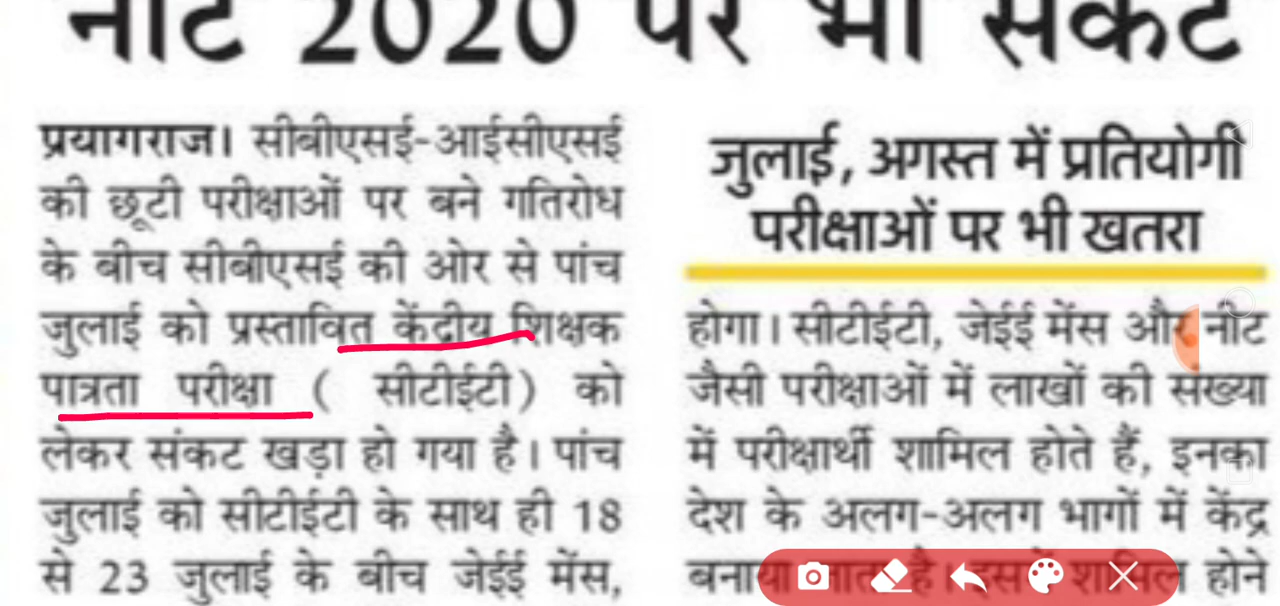 नीट 2020 पर भी संकट
प्रयागराज। सीबीएसई-आईसीएसई
की छूटी परीक्षाओं पर बने गतिरोध
के बीच सीबीएसई की ओर से पांच
जुलाई को प्रस्तावित केंद्रीय शिक्षक
पात्रता परीक्षा ( सीटीईटी) को
लेकर संकट खड़ा हो गया है। पांच
जुलाई को सीटीईटी के साथ ही 18
से 23 जुलाई के बीच जेईई मेंस,
जुलाई, अगस्त में प्रतियोगी
परीक्षाओं पर भी खतरा
होगा। सीटीईटी, जेईई मेंस और नीट
जैसी परीक्षाओं में लाखों की संख्या
में परीक्षार्थी शामिल होते हैं, इनका
देश के अलग-अलग भागों में केंद्र
बनाया जाता है। इसमें शामिल होने